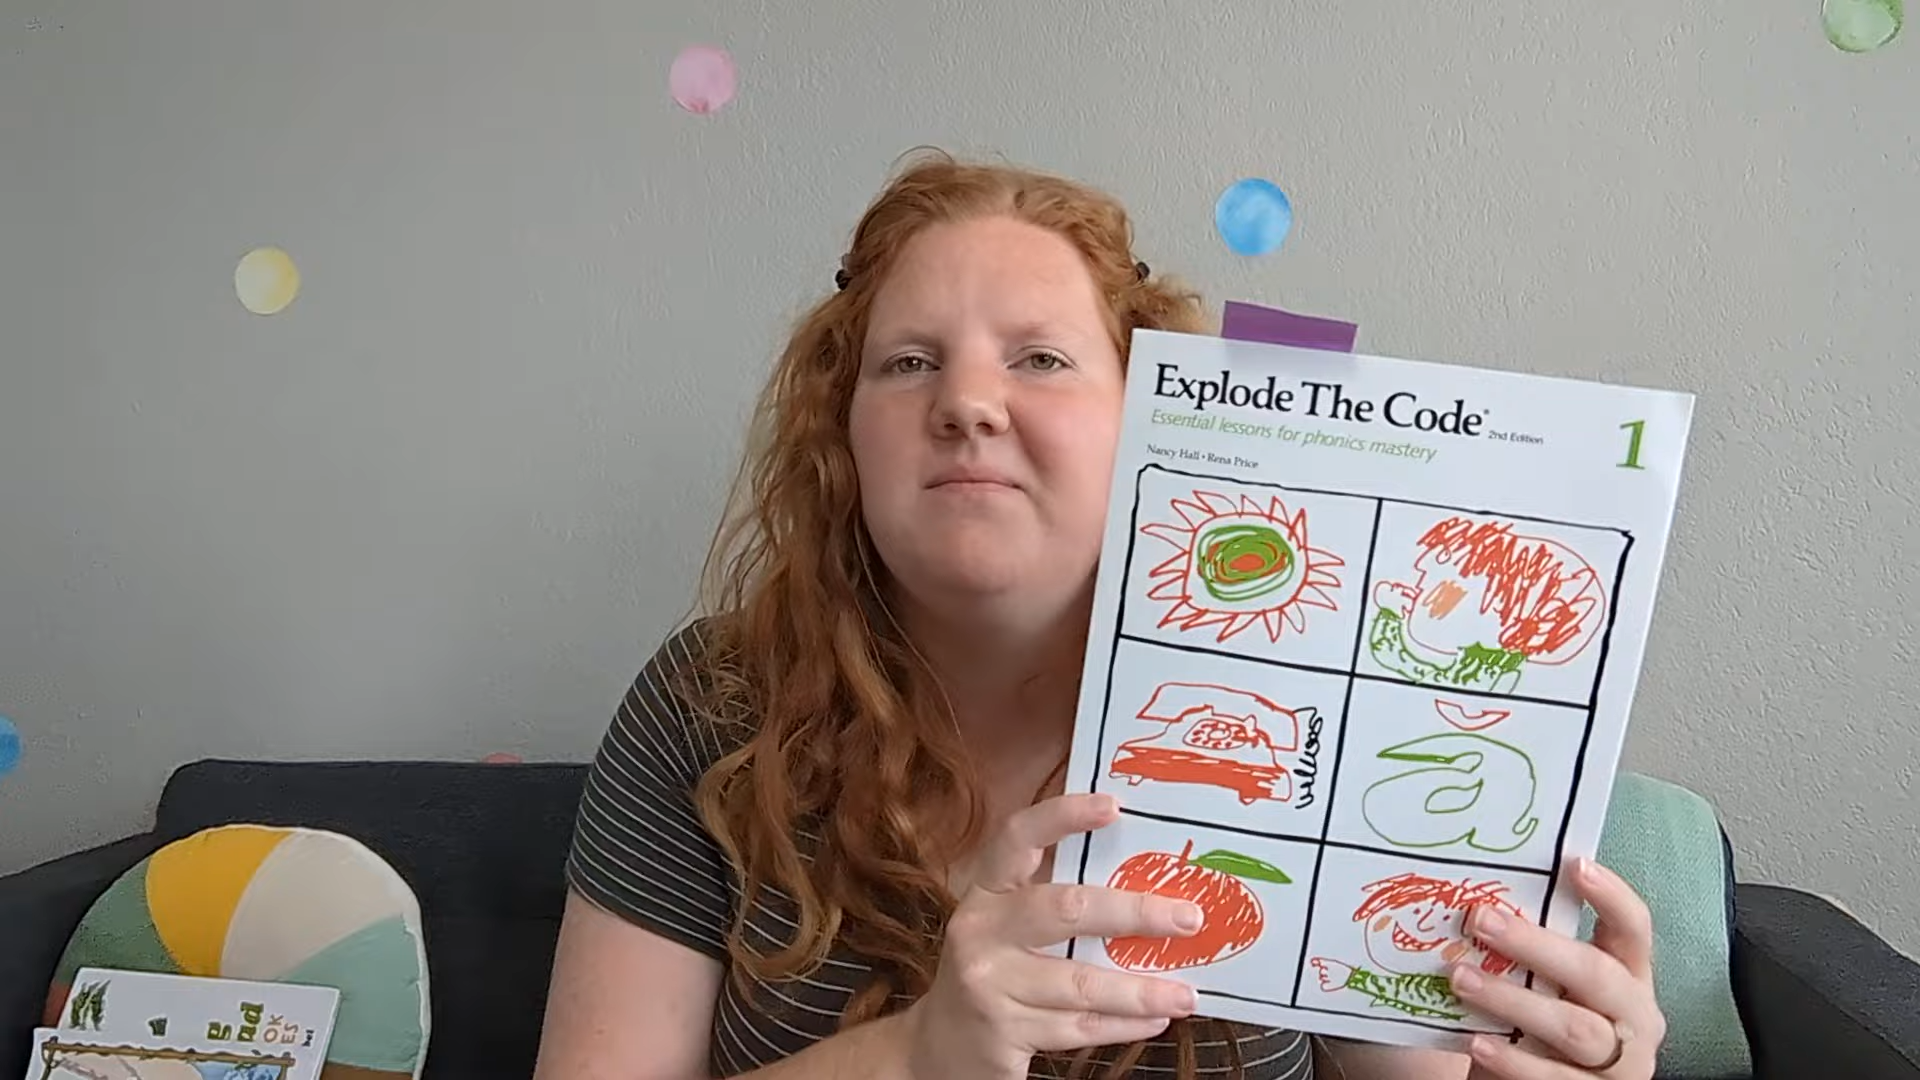 Explode The Code® 2nd Edition
1
Essential lessons for phonics mastery
Nancy Hall • Rena Price
a